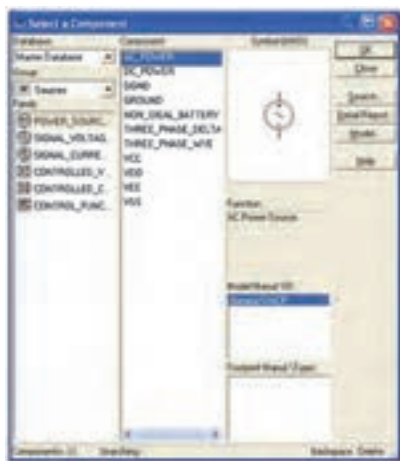 Select a Component
Database:
Master Database
Group:
Sources
Family:
POWER_SOURC...
SIGNAL_VOLTAG...
SIGNAL_CURRE...
CONTROLLED_V...
CONTROLLED_C...
CONTROL_FUNC...
Component:
AC_POWER
DC_POWER
DGND
GROUND
NON_IDEAL_BATTERY
THREE_PHASE_DELTA
THREE_PHASE_WYE
VCC
VDD
VEE
VSS
Symbol (ANSI)
OK
Close
Search...
Detail Report...
Model...
Help
Function:
AC Power Source
Model Manuf.\ID:
Footprint Manuf.\Type:
Searching: